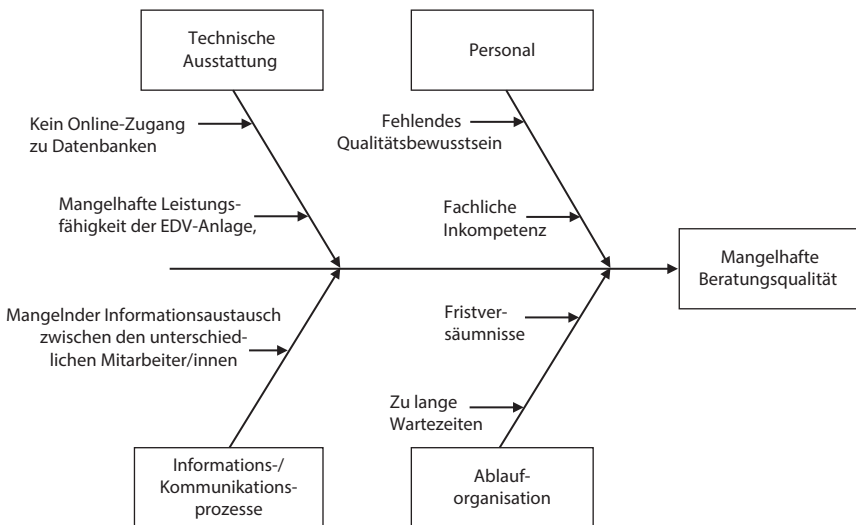 Technische
Ausstattung
Personal
Kein Online-Zugang
zu Datenbanken
Fehlendes
Qualitätsbewusstsein
Mangelhafte Leistungs-
fähigkeit der EDV-Anlage,
Fachliche
Inkompetenz
Mangelhafte
Beratungsqualität
Mangelnder Informationsaustausch
zwischen den unterschied-
lichen Mitarbeiter/innen
Fristver-
säumnisse
Zu lange
Wartezeiten
Informations-/
Kommunikations-
prozesse
Ablauf-
organisation